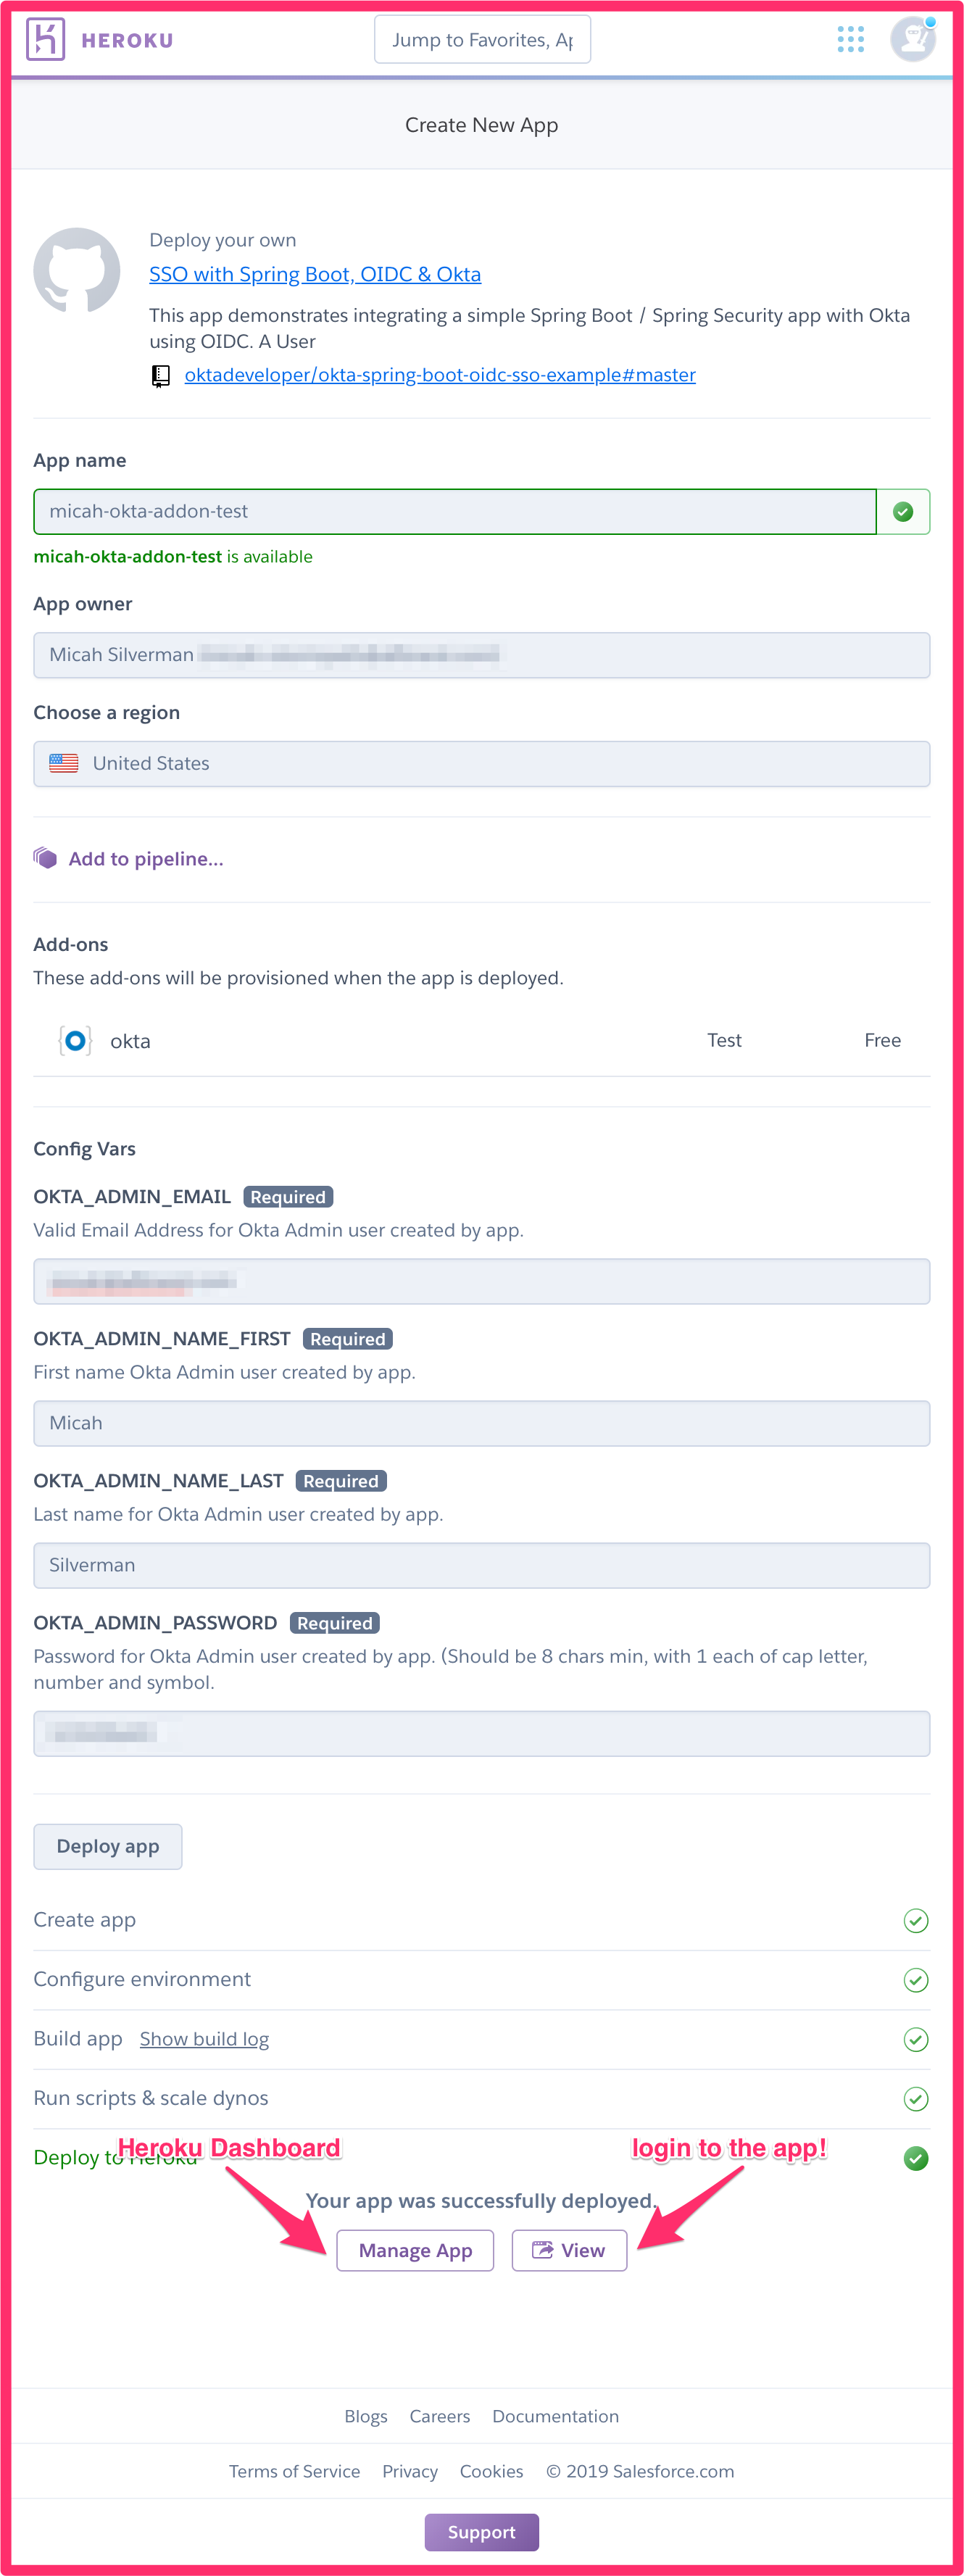 HEROKU
Jump to Favorites, Ap
Create New App
Deploy your own
SSO with Spring Boot, OIDC & Okta
This app demonstrates integrating a simple Spring Boot / Spring Security app with Okta
using OIDC. A User
oktadeveloper/okta-spring-boot-oidc-sso-example#master
App name
micah-okta-addon-test
micah-okta-addon-test is available
App owner
Micah Silverman
Choose a region
United States
Add to pipeline...
Add-ons
These add-ons will be provisioned when the app is deployed.
okta Test Free
Config Vars
OKTA_ADMIN_EMAIL Required
Valid Email Address for Okta Admin user created by app.
OKTA_ADMIN_NAME_FIRST Required
First name Okta Admin user created by app.
Micah
OKTA_ADMIN_NAME_LAST Required
Last name for Okta Admin user created by app.
Silverman
OKTA_ADMIN_PASSWORD Required
Password for Okta Admin user created by app. (Should be 8 chars min, with 1 each of cap letter,
number and symbol.
Deploy app
Create app
Configure environment
Build app Show build log
Run scripts & scale dynos
Heroku Dashboard
login to the app!
Deploy to Heroku
Your app was successfully deployed.
Manage App View
Blogs Careers Documentation
Terms of Service Privacy Cookies © 2019 Salesforce.com
Support